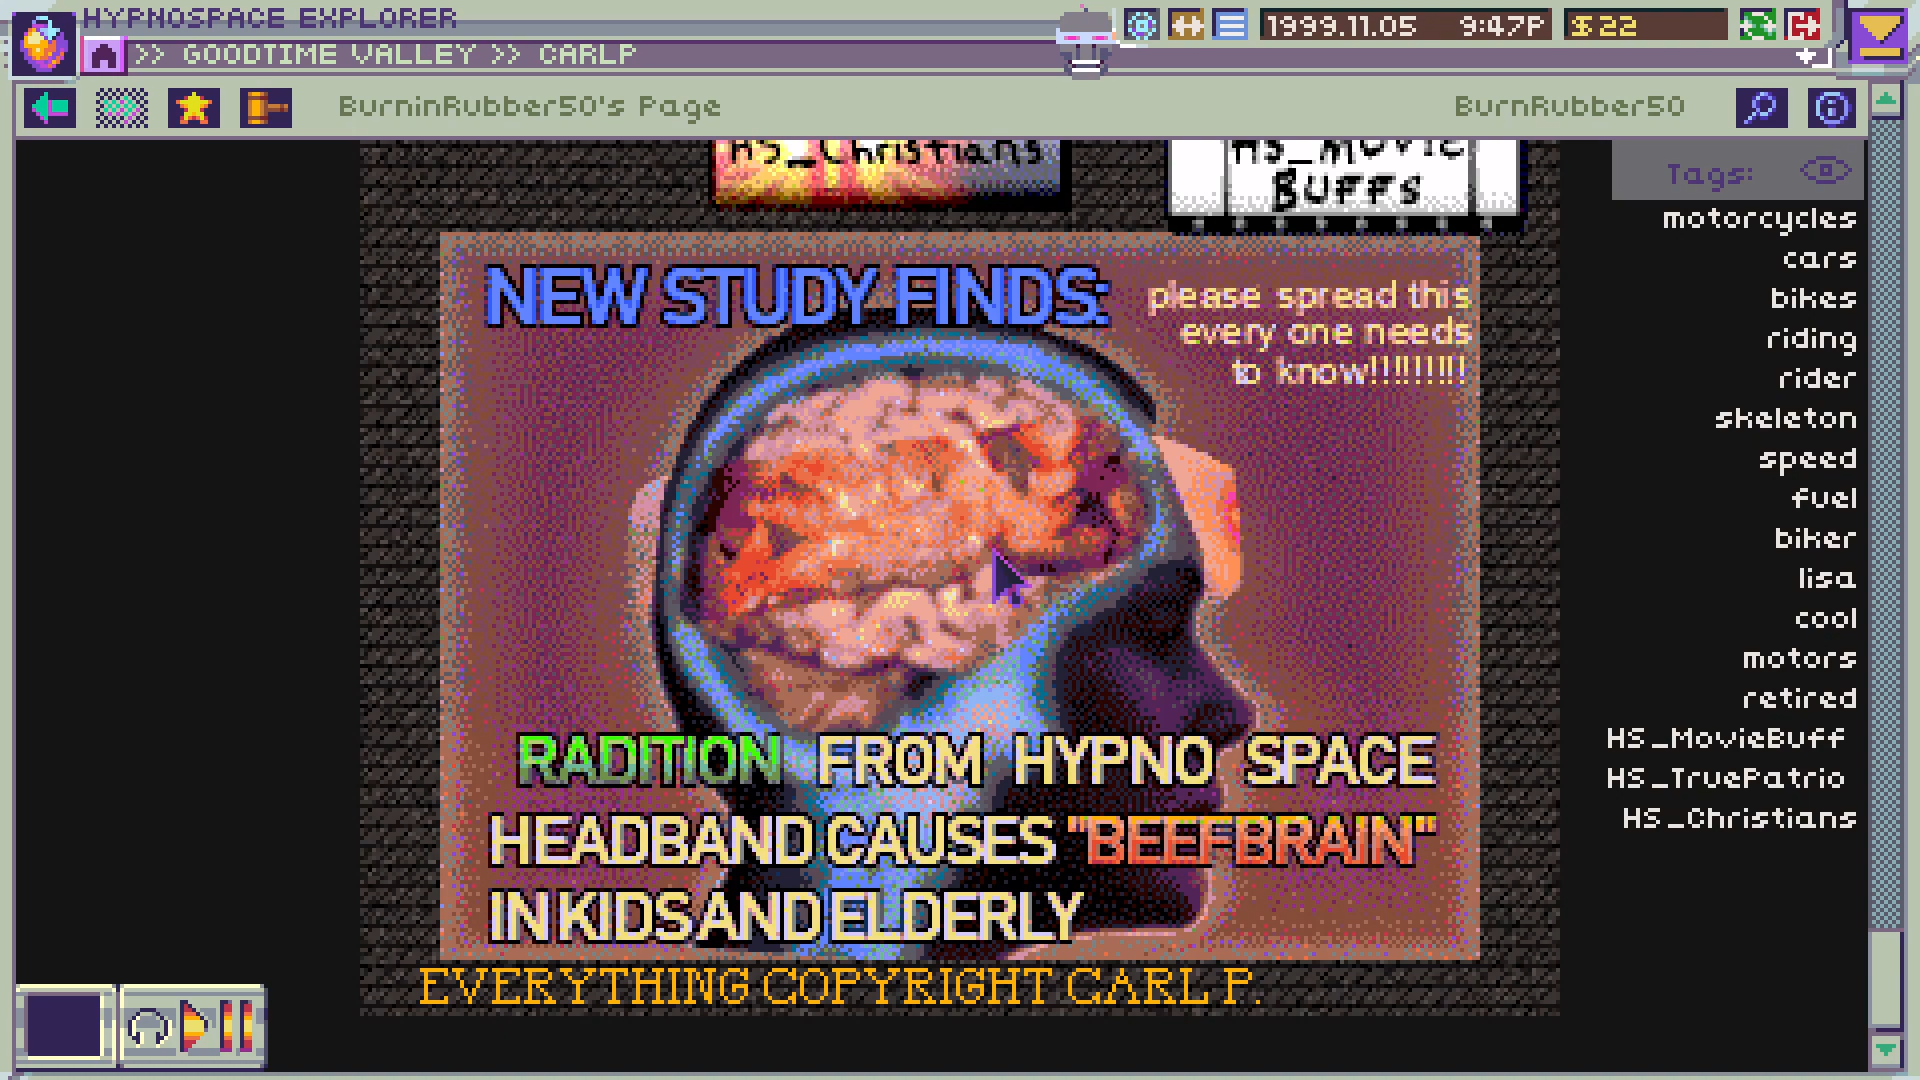 HYPNOSPACE EXPLORER
>> GOODTIME VALLEY >> CARLP
1999.11.05 9:47P $22
BurninRubber50's Page
BurnRubber50
HS_Christians
HS_MOVIE
BUFFS
NEW STUDY FINDS:
please spread this
every one needs
to know!!!!!!!!!
RADITION FROM HYPNO SPACE
HEADBAND CAUSES "BEEFBRAIN"
IN KIDS AND ELDERLY
EVERYTHING COPYRIGHT CARL P.
Tags:
motorcycles
cars
bikes
riding
rider
skeleton
speed
fuel
biker
lisa
cool
motors
retired
HS_MovieBuff
HS_TruePatrio
HS_Christians